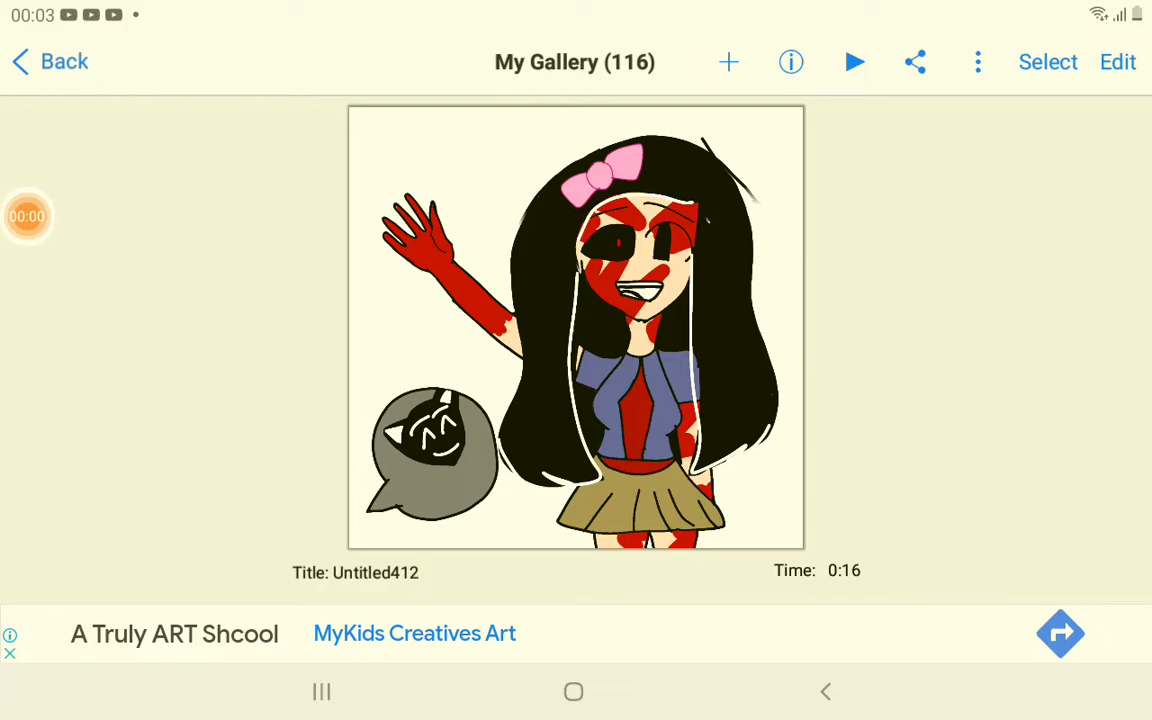 00:03
Back
My Gallery (116)
Select
Edit
00:00
Title: Untitled412
Time: 0:16
A Truly ART Shcool
MyKids Creatives Art